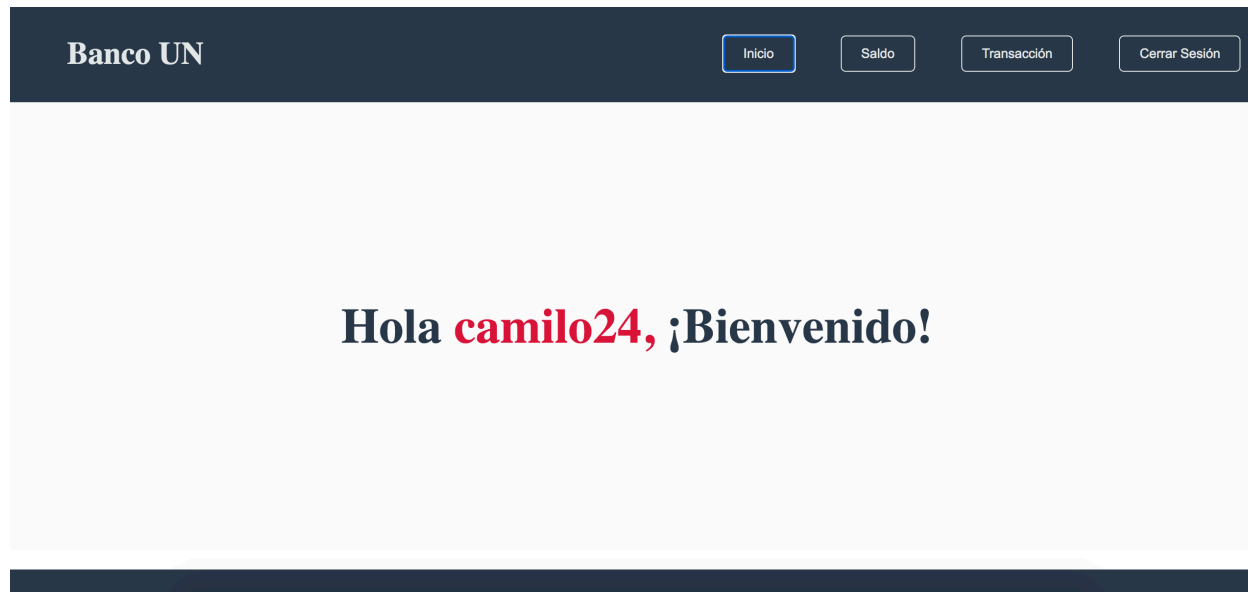 Banco UN
Inicio
Saldo
Transacción
Cerrar Sesión
Hola camilo24, ¡Bienvenido!